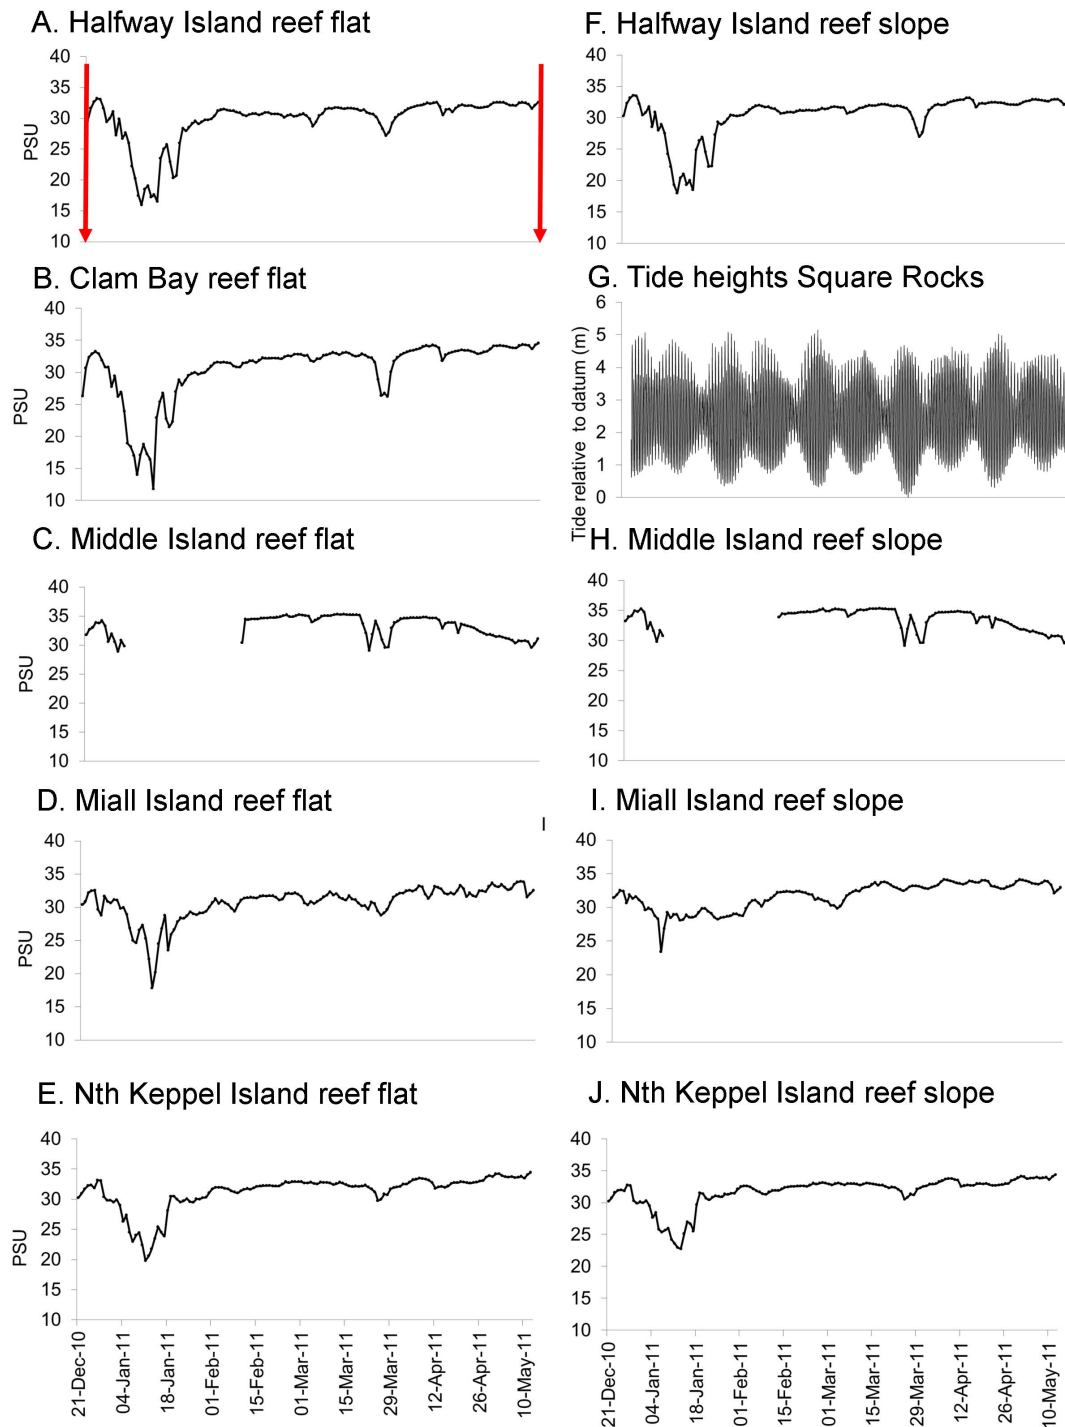 A. Halfway Island reef flat
40
35
30
25
20
15
10
PSU
B. Clam Bay reef flat
40
35
30
25
20
15
10
PSU
C. Middle Island reef flat
40
35
30
25
20
15
10
PSU
D. Miall Island reef flat
40
35
30
25
20
15
10
PSU
E. Nth Keppel Island reef flat
40
35
30
25
20
15
10
PSU
21-Dec-10
04-Jan-11
18-Jan-11
01-Feb-11
15-Feb-11
01-Mar-11
15-Mar-11
29-Mar-11
12-Apr-11
26-Apr-11
10-May-11
F. Halfway Island reef slope
40
35
30
25
20
15
10
G. Tide heights Square Rocks
6
5
4
3
2
1
0
Tide relative to datum (m)
H. Middle Island reef slope
40
35
30
25
20
15
10
I. Miall Island reef slope
I
40
35
30
25
20
15
10
J. Nth Keppel Island reef slope
40
35
30
25
20
15
10
21-Dec-10
04-Jan-11
18-Jan-11
01-Feb-11
15-Feb-11
01-Mar-11
15-Mar-11
29-Mar-11
12-Apr-11
26-Apr-11
10-May-11